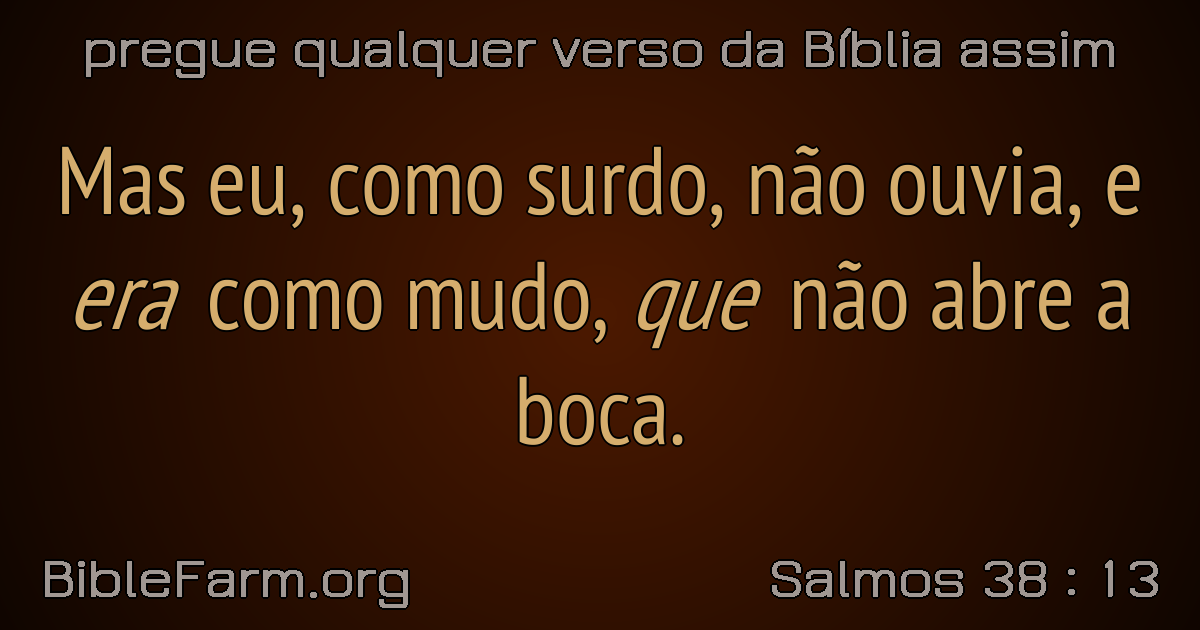 pregue qualquer verso da Bíblia assim
Mas eu, como surdo, não ouvia, e
era como mudo, que não abre a
boca.
BibleFarm.org
Salmos 38 : 13